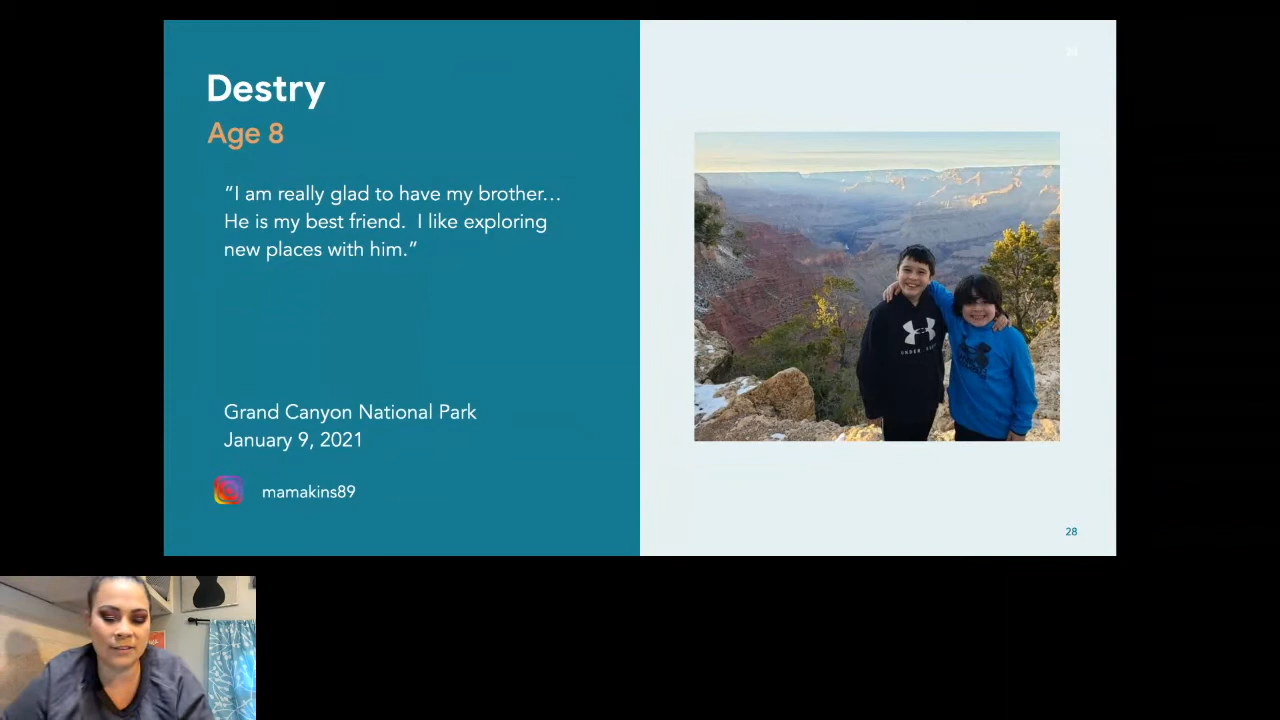 Destry
Age 8
“I am really glad to have my brother…
He is my best friend.  I like exploring
new places with him.”
Grand Canyon National Park
January 9, 2021
mamakins89
UNDER
28